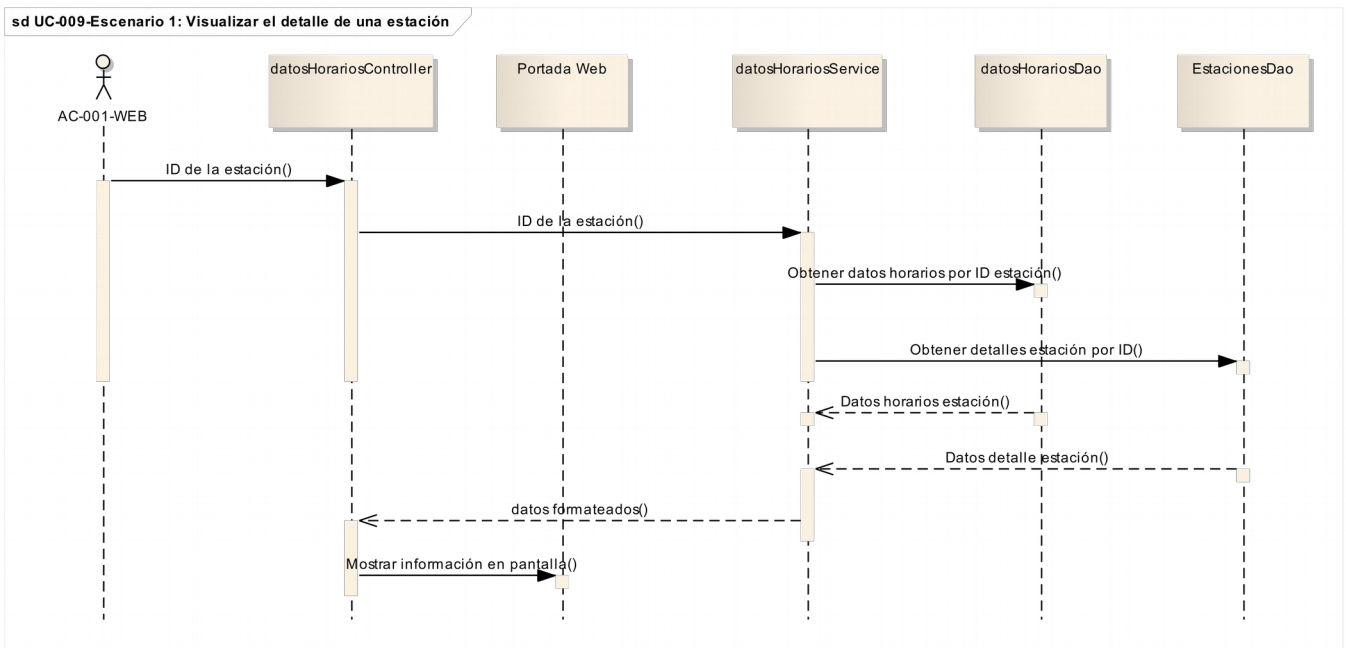 sd UC-009-Escenario 1: Visualizar el detalle de una estación
AC-001-WEB
datosHorariosController
Portada Web
datosHorariosService
datosHorariosDao
EstacionesDao
ID de la estación()
ID de la estación()
Obtener datos horarios por ID estación()
Obtener detalles estación por ID()
Datos horarios estación()
Datos detalle estación()
datos formateados()
Mostrar información en pantalla()